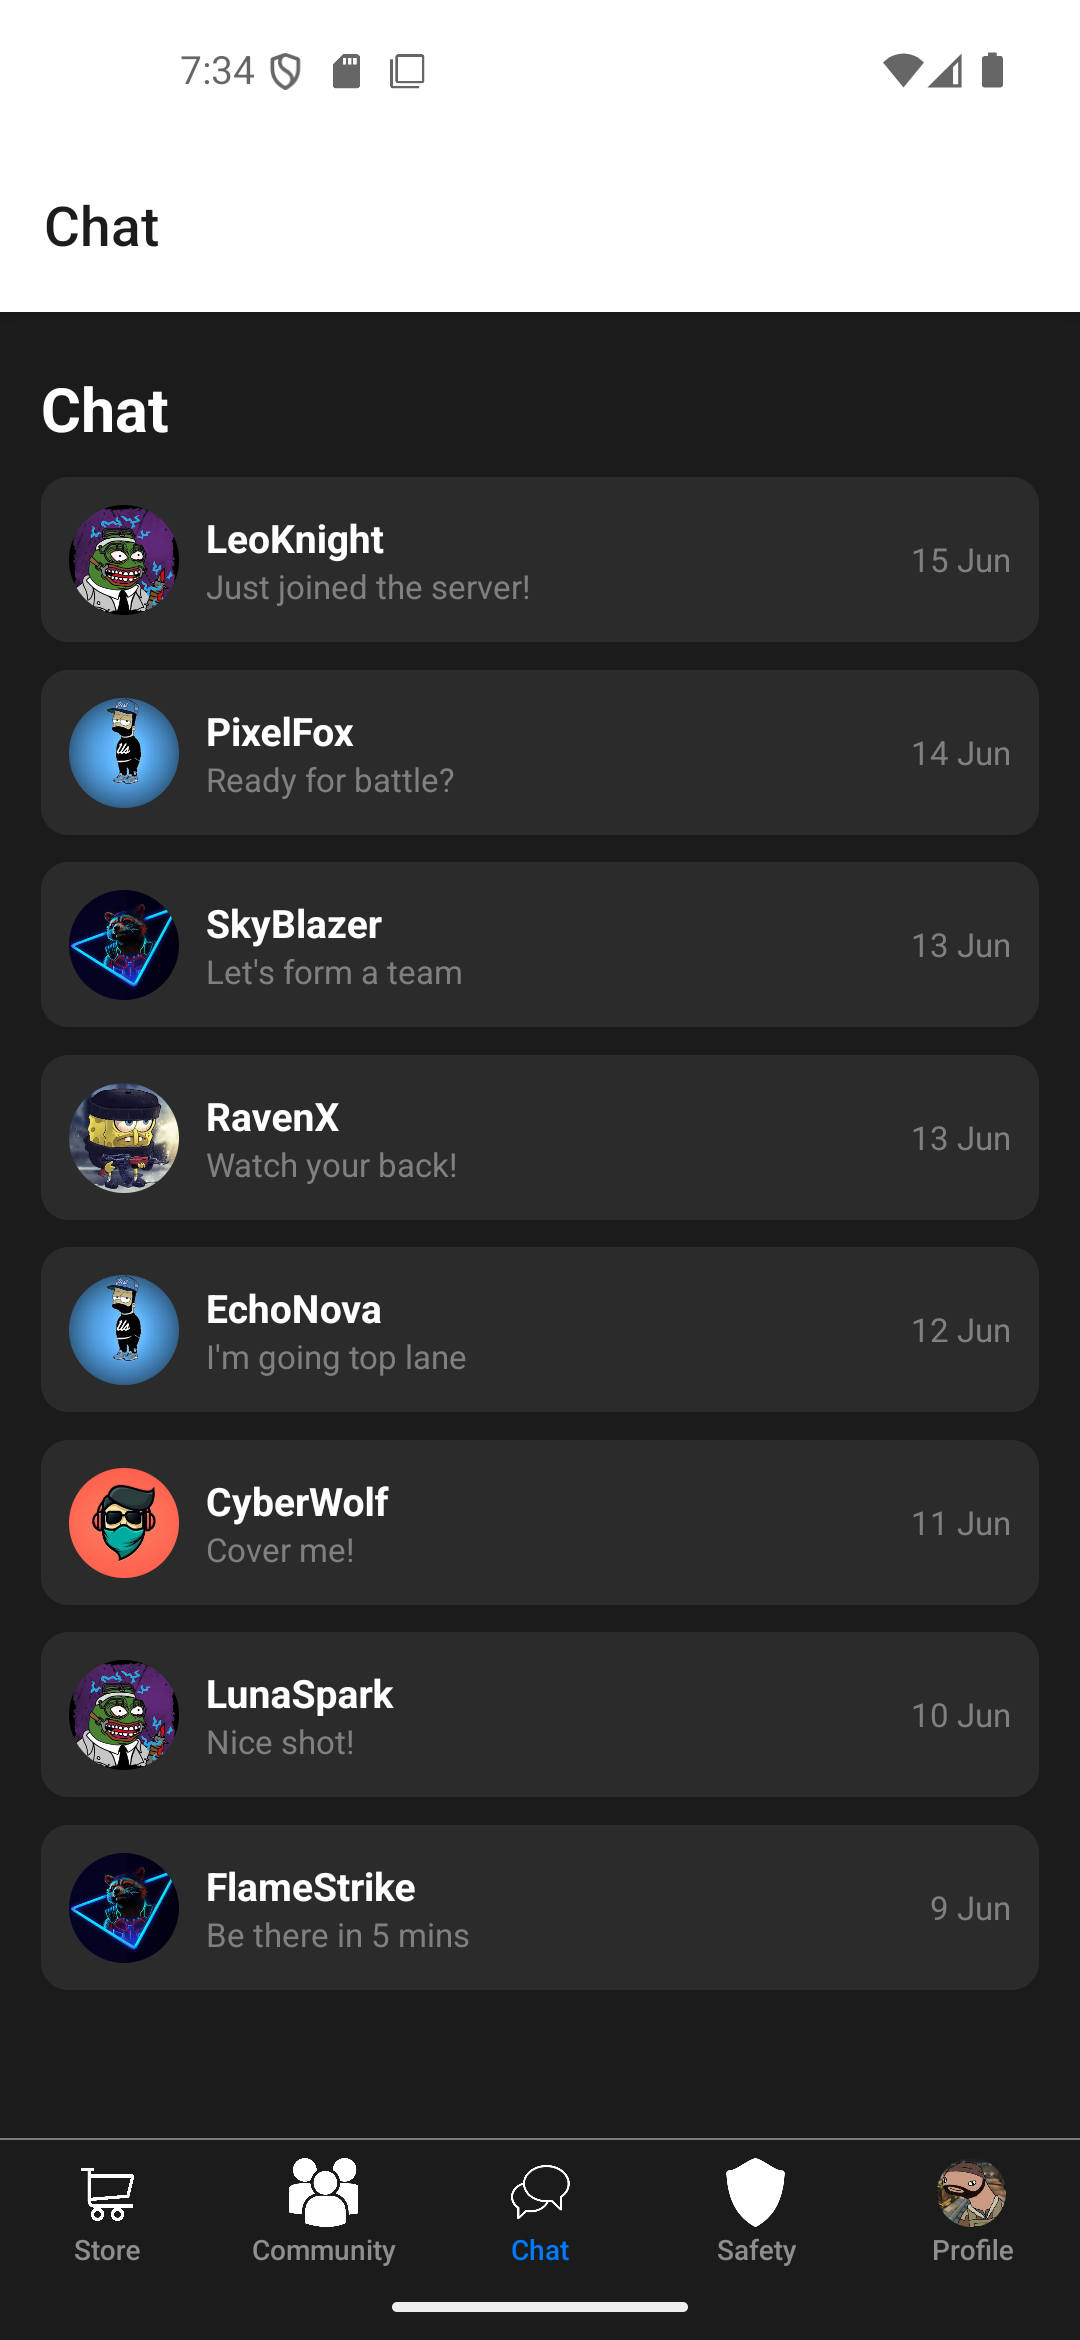 7:34
Chat
Chat
LeoKnight
Just joined the server!
15 Jun
PixelFox
Ready for battle?
14 Jun
SkyBlazer
Let's form a team
13 Jun
RavenX
Watch your back!
13 Jun
EchoNova
I'm going top lane
12 Jun
CyberWolf
Cover me!
11 Jun
LunaSpark
Nice shot!
10 Jun
FlameStrike
Be there in 5 mins
9 Jun
Store
Community
Chat
Safety
Profile